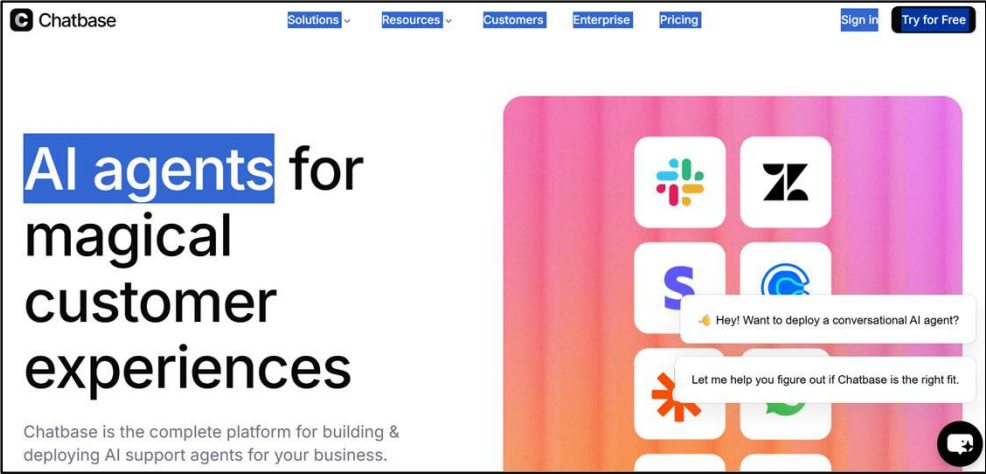 Chatbase
Solutions
Resources
Customers
Enterprise
Pricing
Sign in
Try for Free
AI agents for
magical
customer
experiences
Chatbase is the complete platform for building &
deploying AI support agents for your business.
👋 Hey! Want to deploy a conversational AI agent?
Let me help you figure out if Chatbase is the right fit.